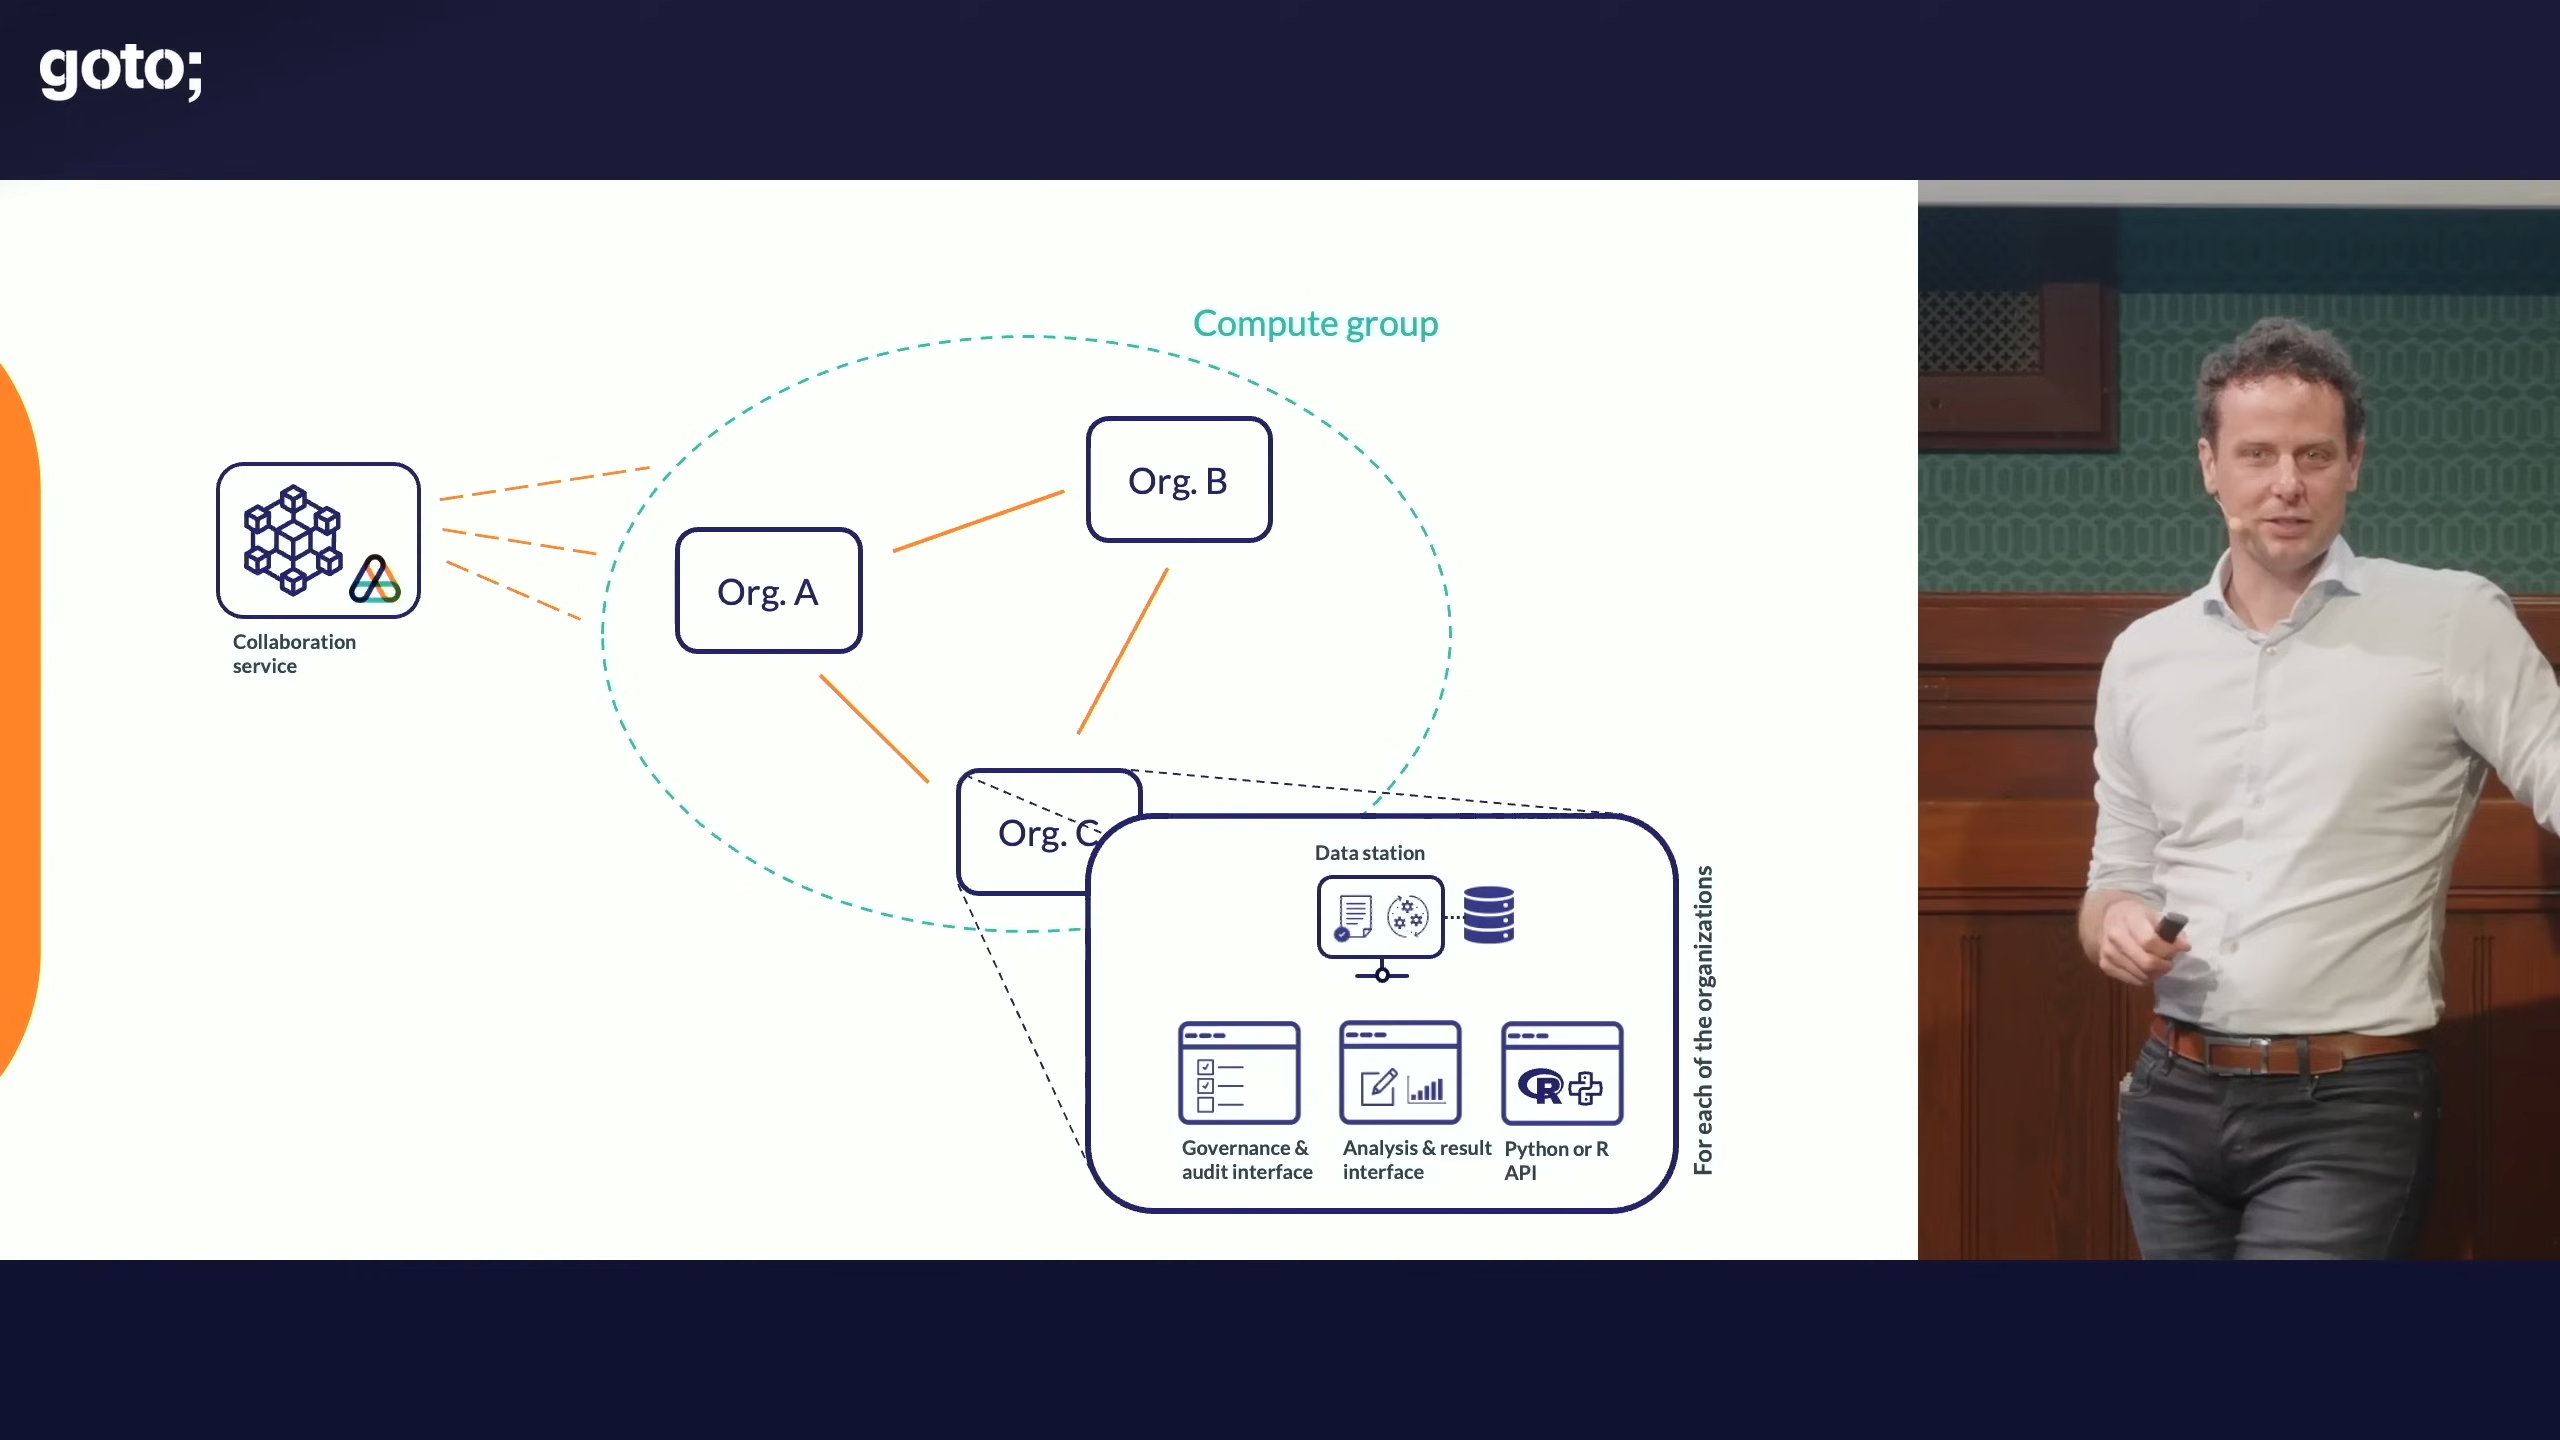 goto;
Compute group
Org. B
Org. A
Collaboration
service
Org. C
Data station
For each of the organizations
Governance &
audit interface
Analysis & result
interface
Python or R
API